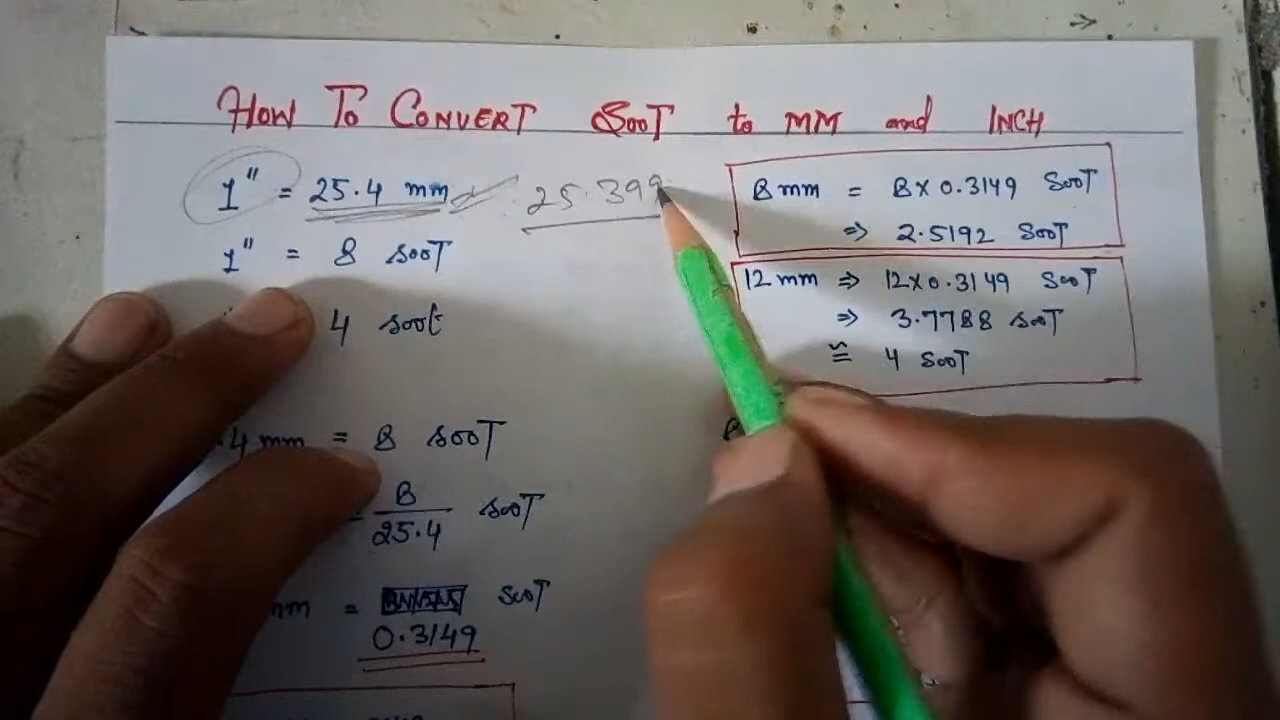 HOW TO CONVERT SOOT to MM and INCH
1" = 25.4 mm 25.399
1" = 8 SOOT
4 soot
.4 mm = 8 SOOT
= 8/25.4 SOOT
mm = SOOT
0.3149
8 mm = 8 x 0.3149 SOOT
⇒ 2.5192 SOOT
12 mm ⇒ 12 x 0.3149 SOOT
⇒ 3.7788 SOOT
≅ 4 SOOT